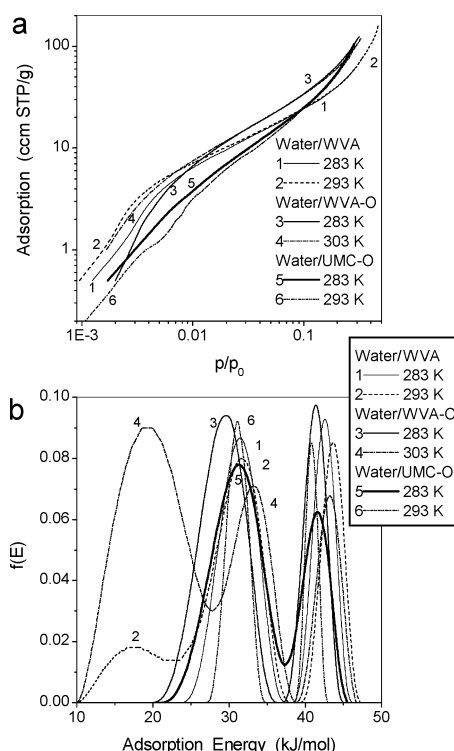 a
Adsorption (ccm STP/g)
100
10
1
1E-3
0.01
0.1
p/p0
2
1
4
3
6
5
3
1
2
Water/WVA
1 283 K
2 293 K
Water/WVA-O
3 283 K
4 303 K
Water/UMC-O
5 283 K
6 293 K
Water/WVA
1 283 K
2 293 K
Water/WVA-O
3 283 K
4 303 K
Water/UMC-O
5 283 K
6 293 K
b
f(E)
0.10
0.08
0.06
0.04
0.02
0.00
10
20
30
40
50
Adsorption Energy (kJ/mol)
4
2
3
6
1
2
5
4